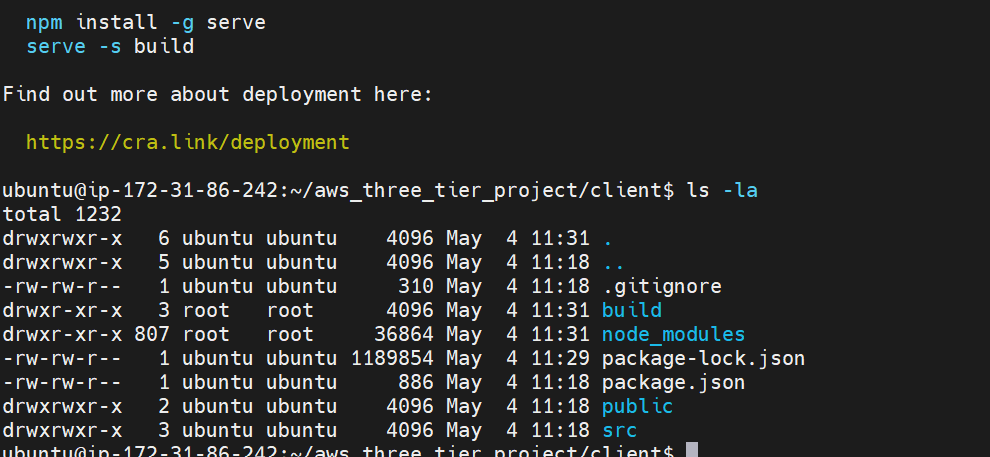 npm install -g serve
serve -s build
Find out more about deployment here:
https://cra.link/deployment
ubuntu@ip-172-31-86-242:~/aws_three_tier_project/client$ ls -la
total 1232
drwxrwxr-x   6 ubuntu ubuntu    4096 May  4 11:31 .
drwxrwxr-x   5 ubuntu ubuntu    4096 May  4 11:18 ..
-rw-rw-r--   1 ubuntu ubuntu     310 May  4 11:18 .gitignore
drwxr-xr-x   3 root   root      4096 May  4 11:31 build
drwxr-xr-x 807 root   root     36864 May  4 11:31 node_modules
-rw-rw-r--   1 ubuntu ubuntu 1189854 May  4 11:29 package-lock.json
-rw-rw-r--   1 ubuntu ubuntu     886 May  4 11:18 package.json
drwxrwxr-x   2 ubuntu ubuntu    4096 May  4 11:18 public
drwxrwxr-x   3 ubuntu ubuntu    4096 May  4 11:18 src
ubuntu@ip-172-31-86-242:~/aws_three_tier_project/client$